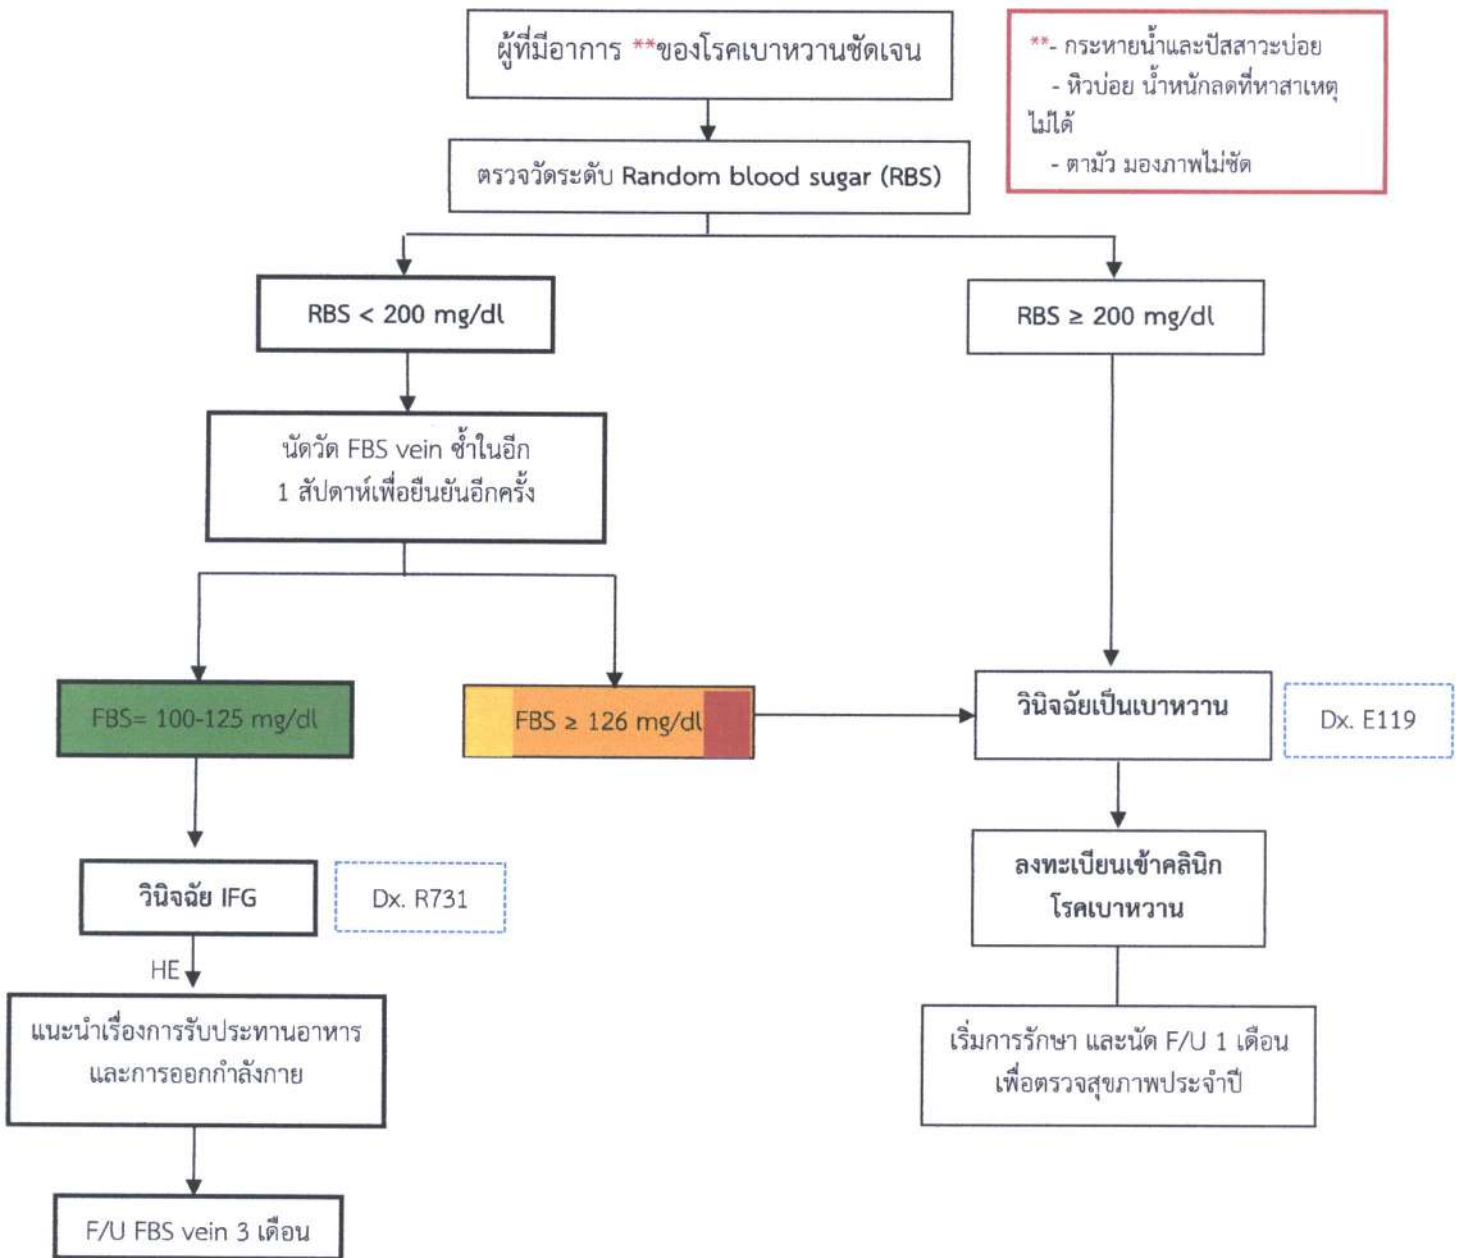 ผู้ที่มีอาการ **ของโรคเบาหวานชัดเจน
**- กระหายน้ำและปัสสาวะบ่อย
- หิวบ่อย น้ำหนักลดที่หาสาเหตุ
ไม่ได้
- ตามัว มองภาพไม่ชัด
ตรวจวัดระดับ Random blood sugar (RBS)
RBS < 200 mg/dl
RBS ≥ 200 mg/dl
นัดวัด FBS vein ซ้ำในอีก
1 สัปดาห์เพื่อยืนยันอีกครั้ง
FBS= 100-125 mg/dl
FBS ≥ 126 mg/dl
วินิจฉัยเป็นเบาหวาน
Dx. E119
วินิจฉัย IFG
Dx. R731
ลงทะเบียนเข้าคลินิก
โรคเบาหวาน
HE
แนะนำเรื่องการรับประทานอาหาร
และการออกกำลังกาย
เริ่มการรักษา และนัด F/U 1 เดือน
เพื่อตรวจสุขภาพประจำปี
F/U FBS vein 3 เดือน